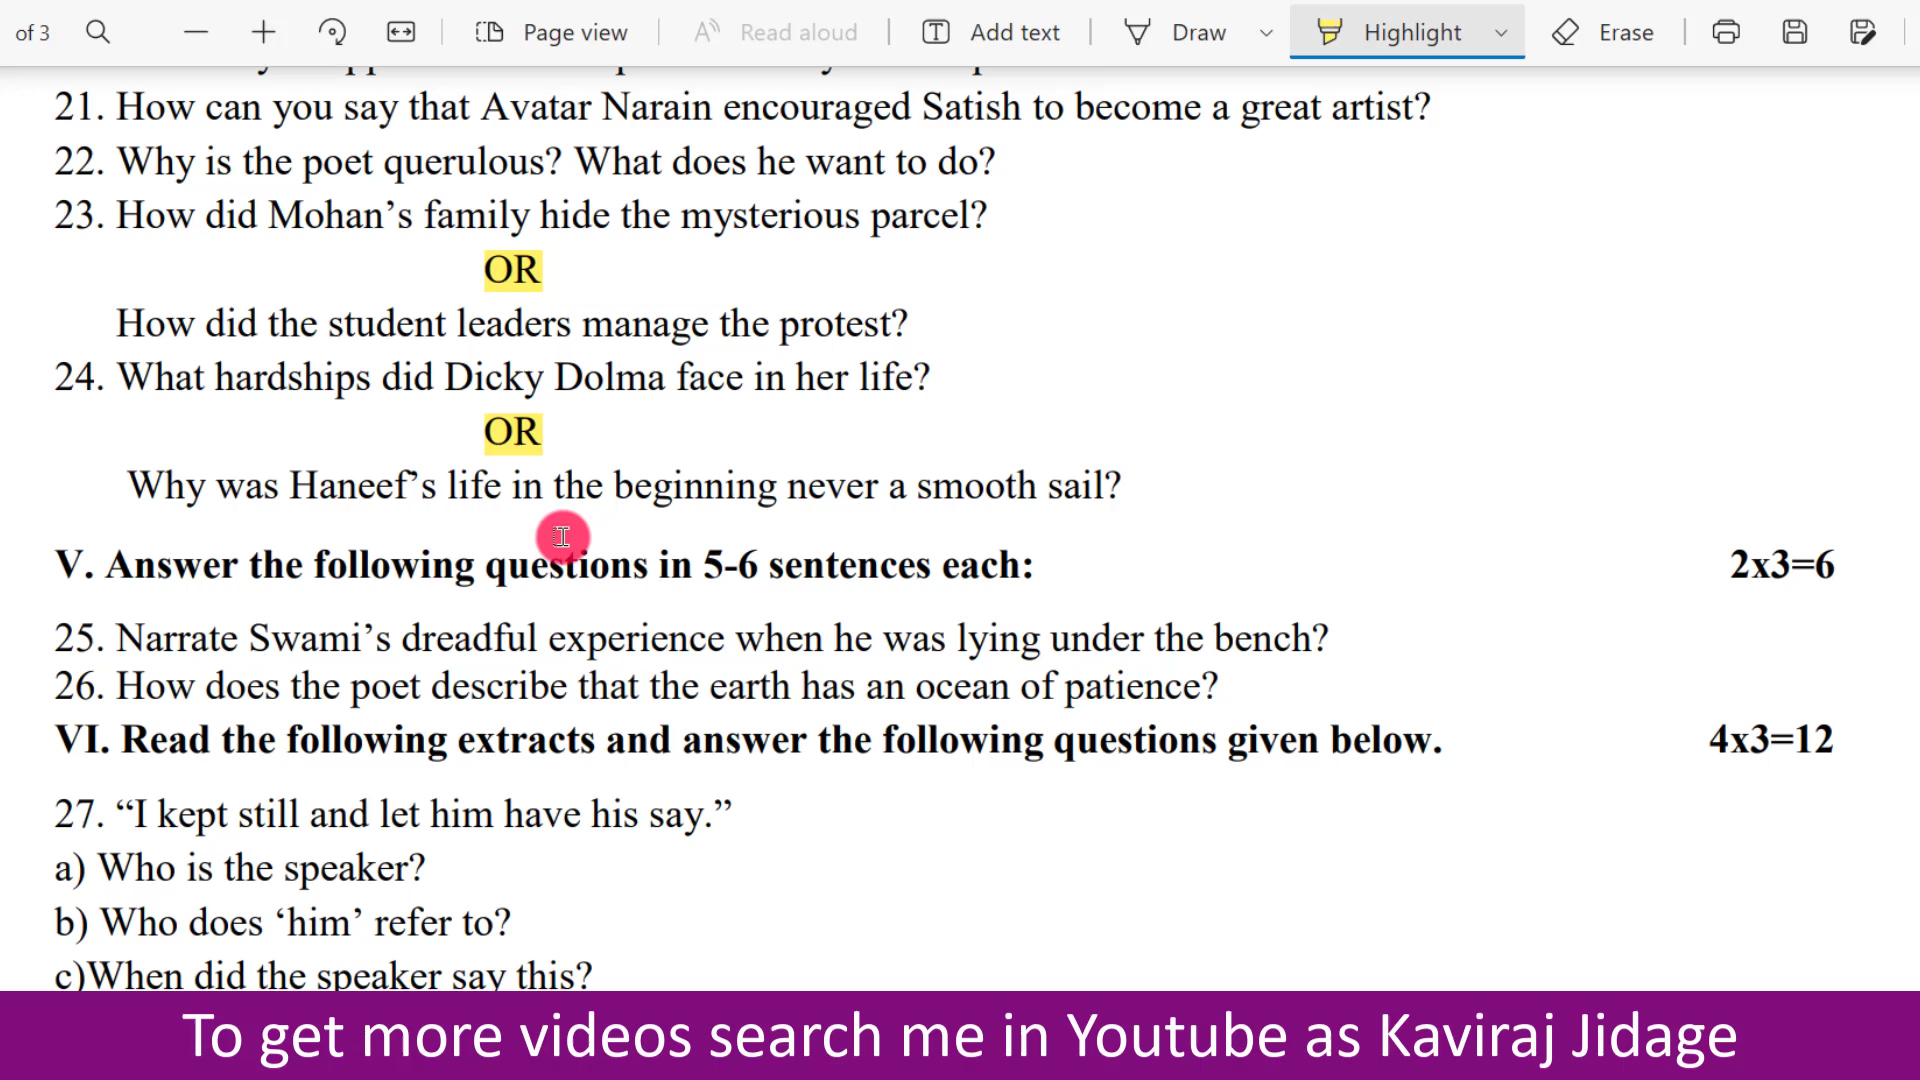 of 3
Page view
Read aloud
Add text
Draw
Highlight
Erase
21. How can you say that Avatar Narain encouraged Satish to become a great artist?
22. Why is the poet querulous? What does he want to do?
23. How did Mohan’s family hide the mysterious parcel?
OR
How did the student leaders manage the protest?
24. What hardships did Dicky Dolma face in her life?
OR
Why was Haneef’s life in the beginning never a smooth sail?
V. Answer the following questions in 5-6 sentences each: 2x3=6
25. Narrate Swami’s dreadful experience when he was lying under the bench?
26. How does the poet describe that the earth has an ocean of patience?
VI. Read the following extracts and answer the following questions given below. 4x3=12
27. “I kept still and let him have his say.”
a) Who is the speaker?
b) Who does ‘him’ refer to?
c)When did the speaker say this?
To get more videos search me in Youtube as Kaviraj Jidage